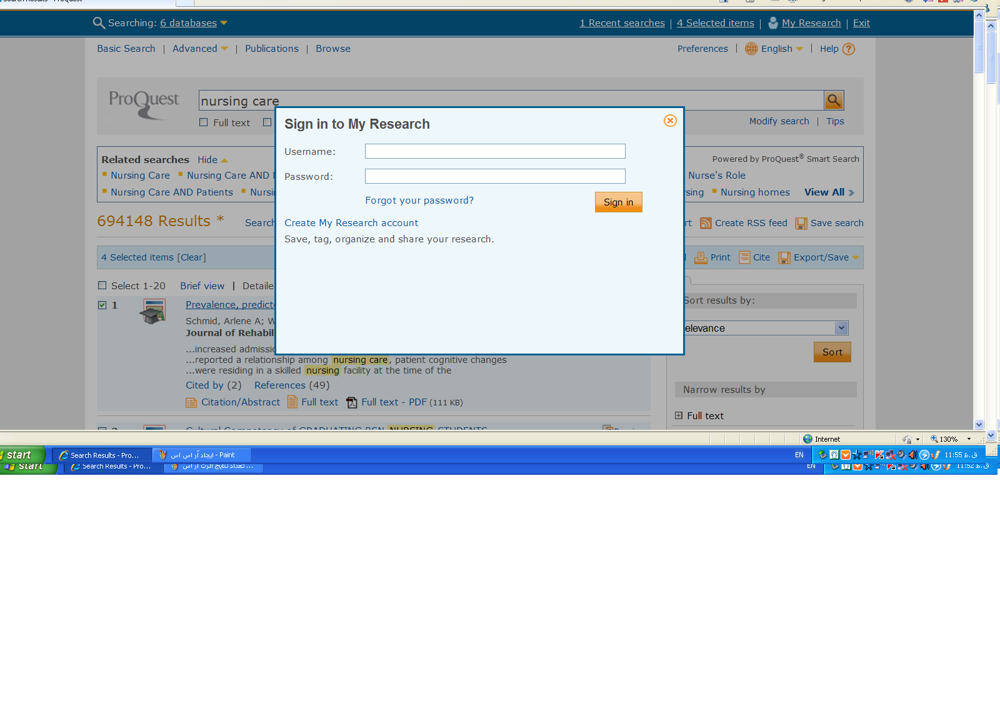 Searching: 6 databases
1 Recent searches | 4 Selected items | My Research | Exit
Basic Search | Advanced | Publications | Browse
Preferences | English | Help ?
ProQuest
nursing care
Full text
Modify search | Tips
Sign in to My Research
Username:
Password:
Forgot your password?
Sign in
Create My Research account
Save, tag, organize and share your research.
Related searches Hide
Powered by ProQuest® Smart Search
Nursing Care Nursing Care AND
Nurse's Role
Nursing Care AND Patients
Nursing homes View All
694148 Results *
Search
Create RSS feed Save search
4 Selected items [Clear]
Print Cite Export/Save
Select 1-20 Brief view | Detaile
Sort results by:
elevance
Sort
1
Prevalence, predict
Schmid, Arlene A; W
Journal of Rehabil
...increased admissi
...reported a relationship among nursing care, patient cognitive changes
...were residing in a skilled nursing facility at the time of the
Cited by (2) References (49)
Citation/Abstract Full text Full text - PDF (111 KB)
Narrow results by
Full text
Cultural Competency of GRADUATING BSN NURSING STUDENTS
Internet
130%
start
Search Results - Pro...
ایجاد آر اس اس - Paint
EN
11:55 ق.ظ
start
Search Results - Pro...
EN
11:52 ق.ظ